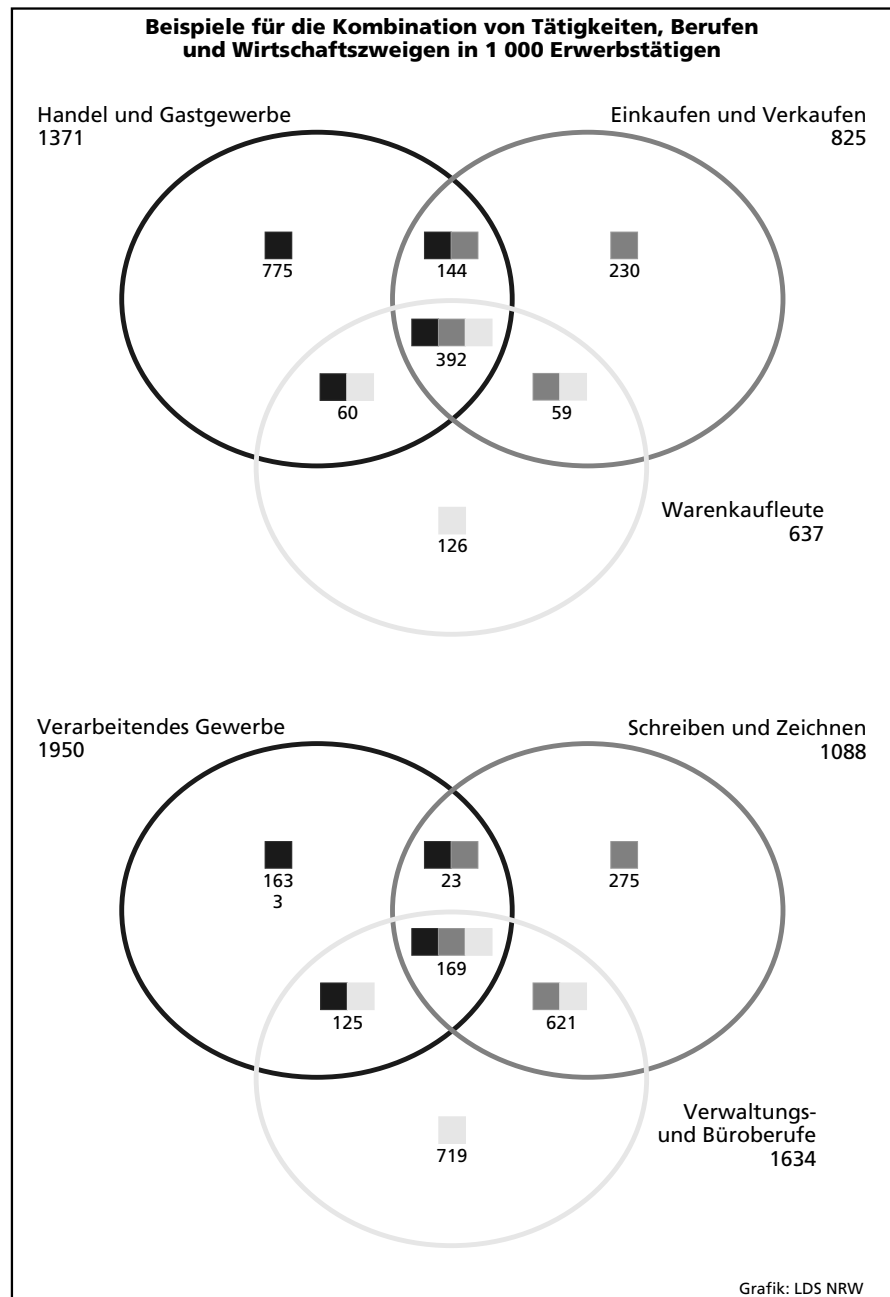 Beispiele für die Kombination von Tätigkeiten, Berufen
und Wirtschaftszweigen in 1 000 Erwerbstätigen
Handel und Gastgewerbe
1371
Einkaufen und Verkaufen
825
775
144
230
392
60
59
Warenkaufleute
637
126
Verarbeitendes Gewerbe
1950
Schreiben und Zeichnen
1088
163
3
23
275
169
125
621
Verwaltungs-
und Büroberufe
1634
719
Grafik: LDS NRW